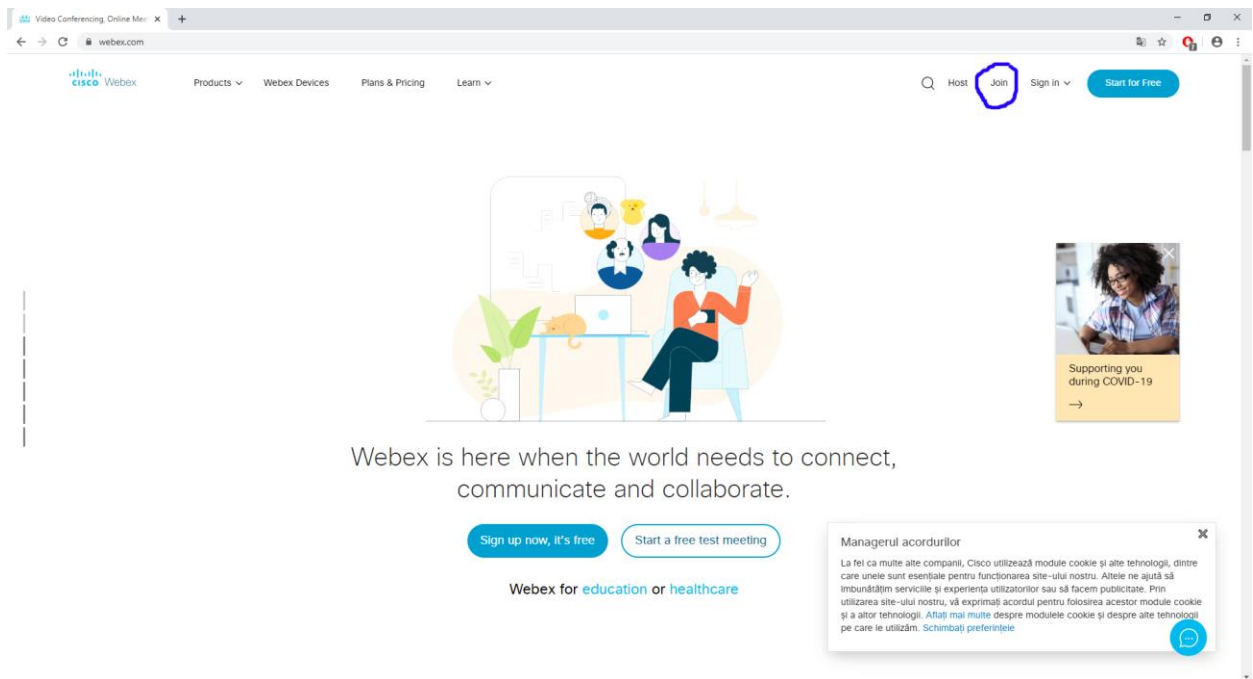 Video Conferencing, Online Mee
webex.com
cisco Webex
Products
Webex Devices
Plans & Pricing
Learn
Host
Join
Sign in
Start for Free
Supporting you
during COVID-19
Webex is here when the world needs to connect,
communicate and collaborate.
Sign up now, it's free
Start a free test meeting
Webex for education or healthcare
Managerul acordurilor
La fel ca multe alte companii, Cisco utilizează module cookie și alte tehnologii, dintre
care unele sunt esențiale pentru funcționarea site-ului nostru. Altele ne ajută să
îmbunătățim serviciile și experiența utilizatorilor sau să facem publicitate. Prin
utilizarea site-ului nostru, vă exprimați acordul pentru folosirea acestor module cookie
și a altor tehnologii. Aflați mai multe despre modulele cookie și despre alte tehnologii
pe care le utilizăm. Schimbați preferințele